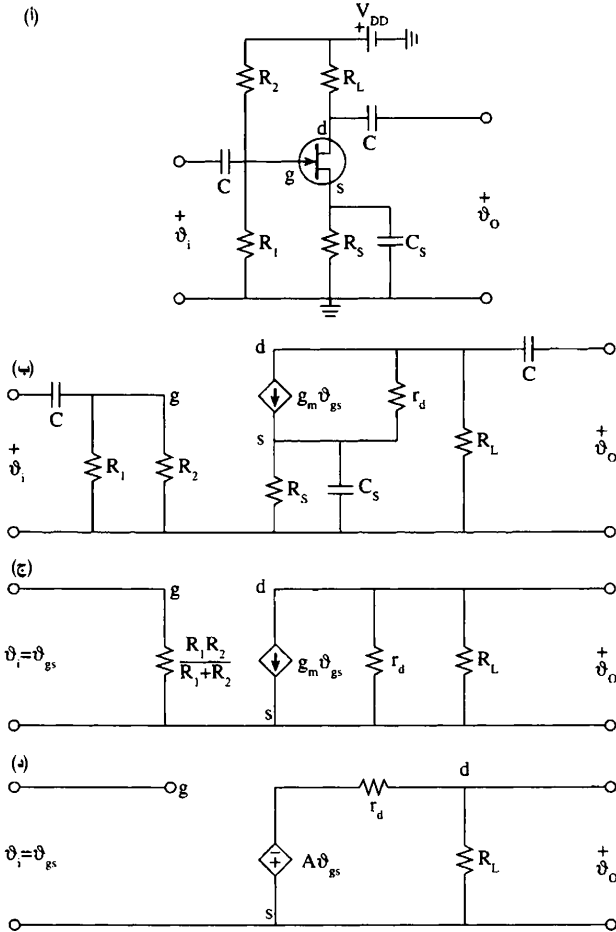 (أ)
V_DD
+
R_2
R_L
d
C
C
g
s
+
ϑ_i
R_1
R_S
C_S
+
ϑ_o
(ب)
d
C
C
g
g_m ϑ_gs
r_d
s
+
ϑ_i
R_1
R_2
R_S
C_S
R_L
+
ϑ_o
(ج)
g
d
ϑ_i=ϑ_gs
R_1R_2
R_1+R_2
g_m ϑ_gs
r_d
R_L
+
ϑ_o
s
(د)
g
r_d
d
ϑ_i=ϑ_gs
−
+
Aϑ_gs
R_L
+
ϑ_o
s